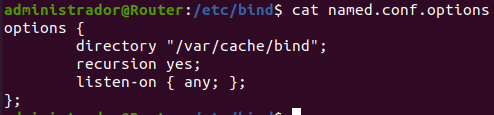 administrador@Router:/etc/bind$ cat named.conf.options
options {
        directory "/var/cache/bind";
        recursion yes;
        listen-on { any; };
};
administrador@Router:/etc/bind$